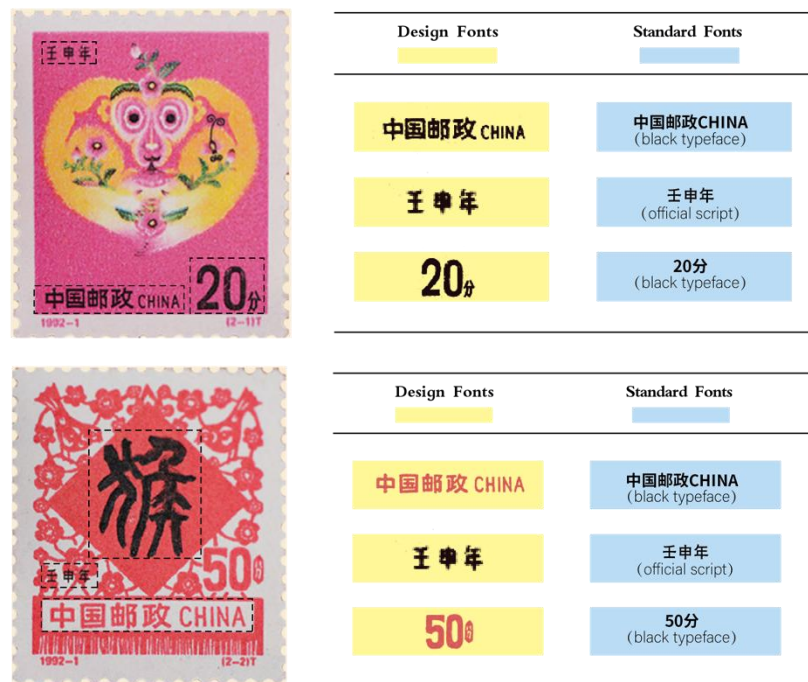 壬申年
中国邮政 CHINA
20分
1992-1
(2-1)T
Design Fonts
Standard Fonts
中国邮政 CHINA
中国邮政CHINA
(black typeface)
壬申年
壬申年
(official script)
20分
20分
(black typeface)
猴
壬申年
50分
中国邮政 CHINA
1992-1
(2-2)T
Design Fonts
Standard Fonts
中国邮政 CHINA
中国邮政CHINA
(black typeface)
壬申年
壬申年
(official script)
50分
50分
(black typeface)